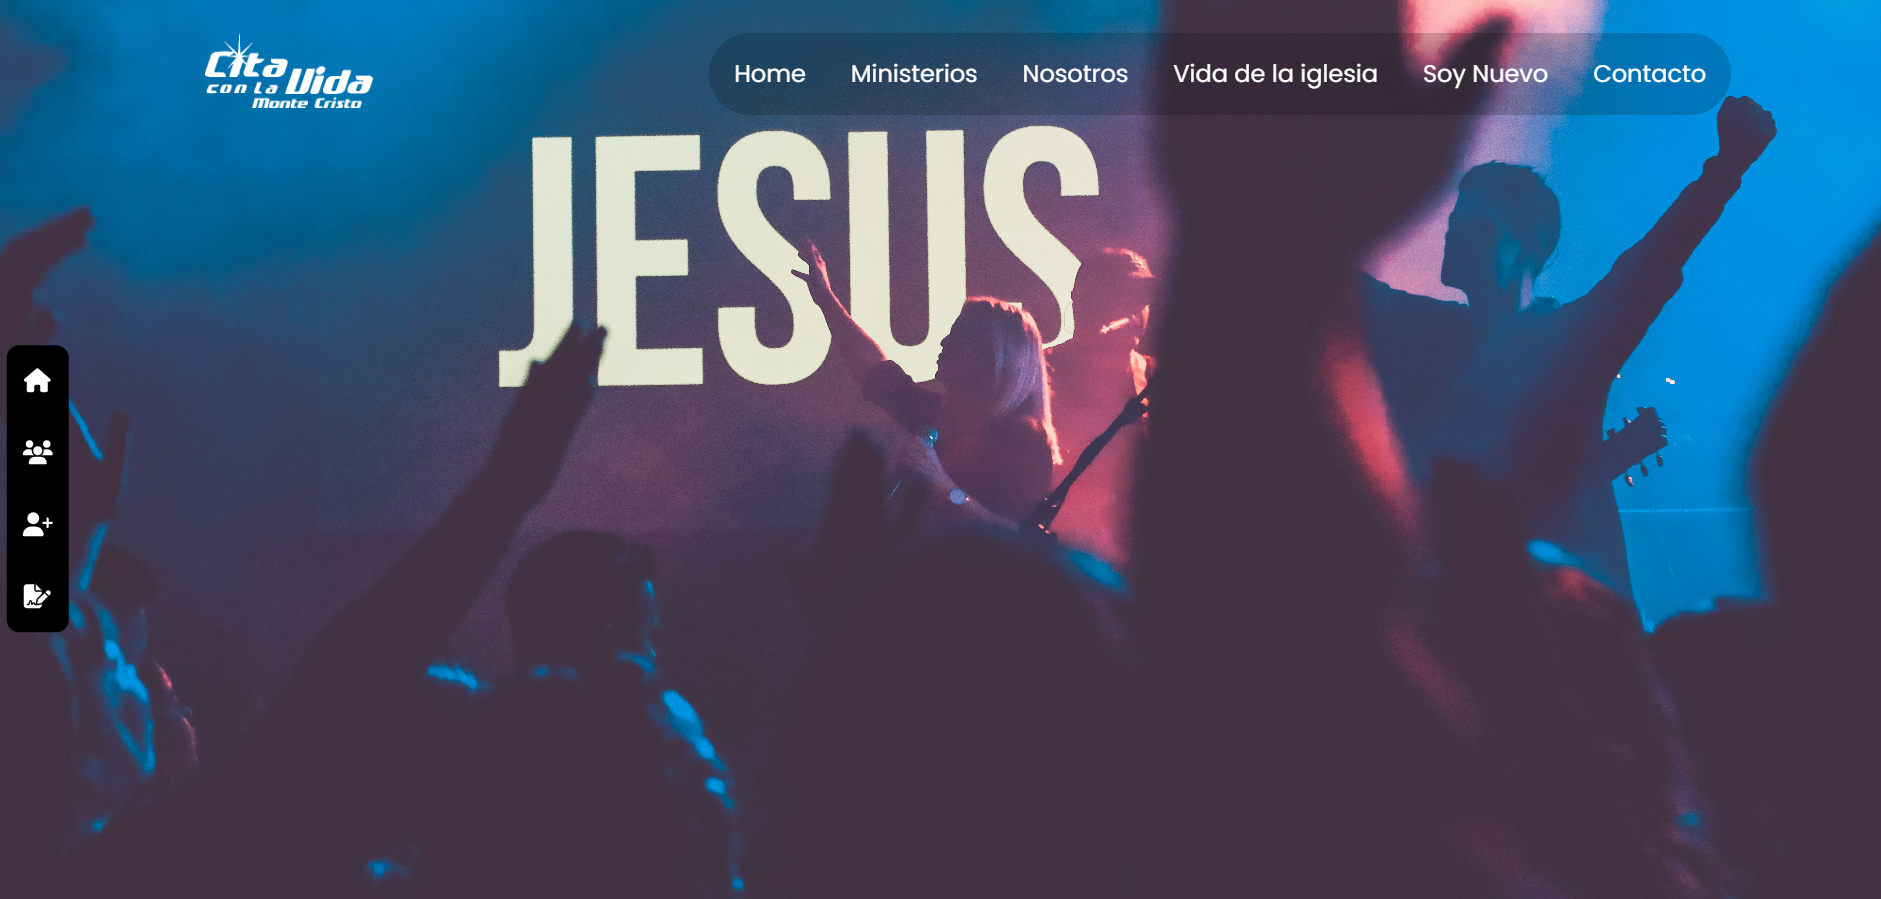 Cita
con la Vida
Monte Cristo
Home Ministerios Nosotros Vida de la iglesia Soy Nuevo Contacto
JESUS